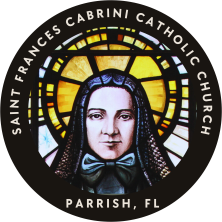 SAINT FRANCES CABRINI CATHOLIC CHURCH
PARRISH, FL